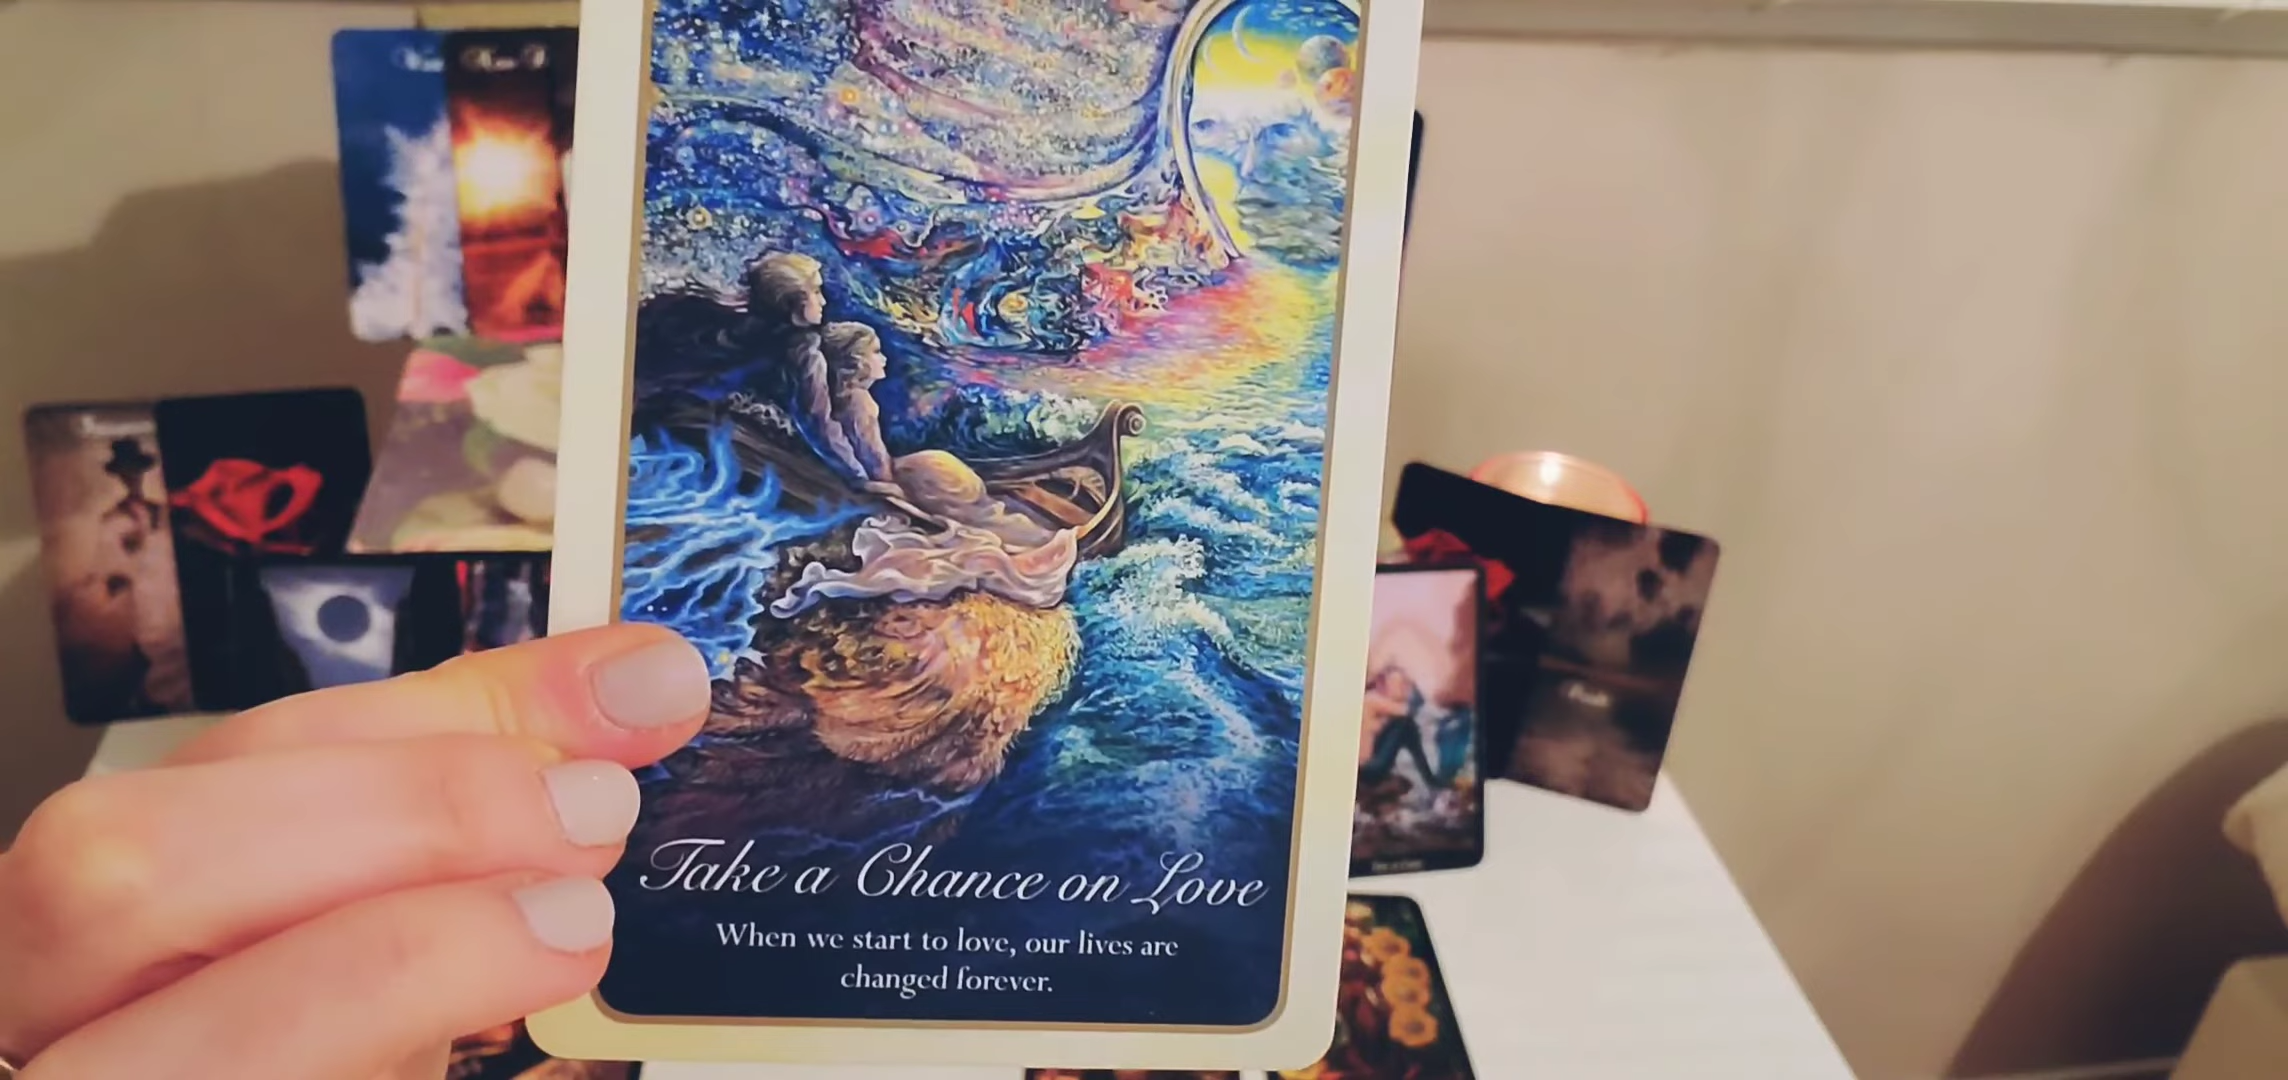 Take a Chance on Love
When we start to love, our lives are
changed forever.